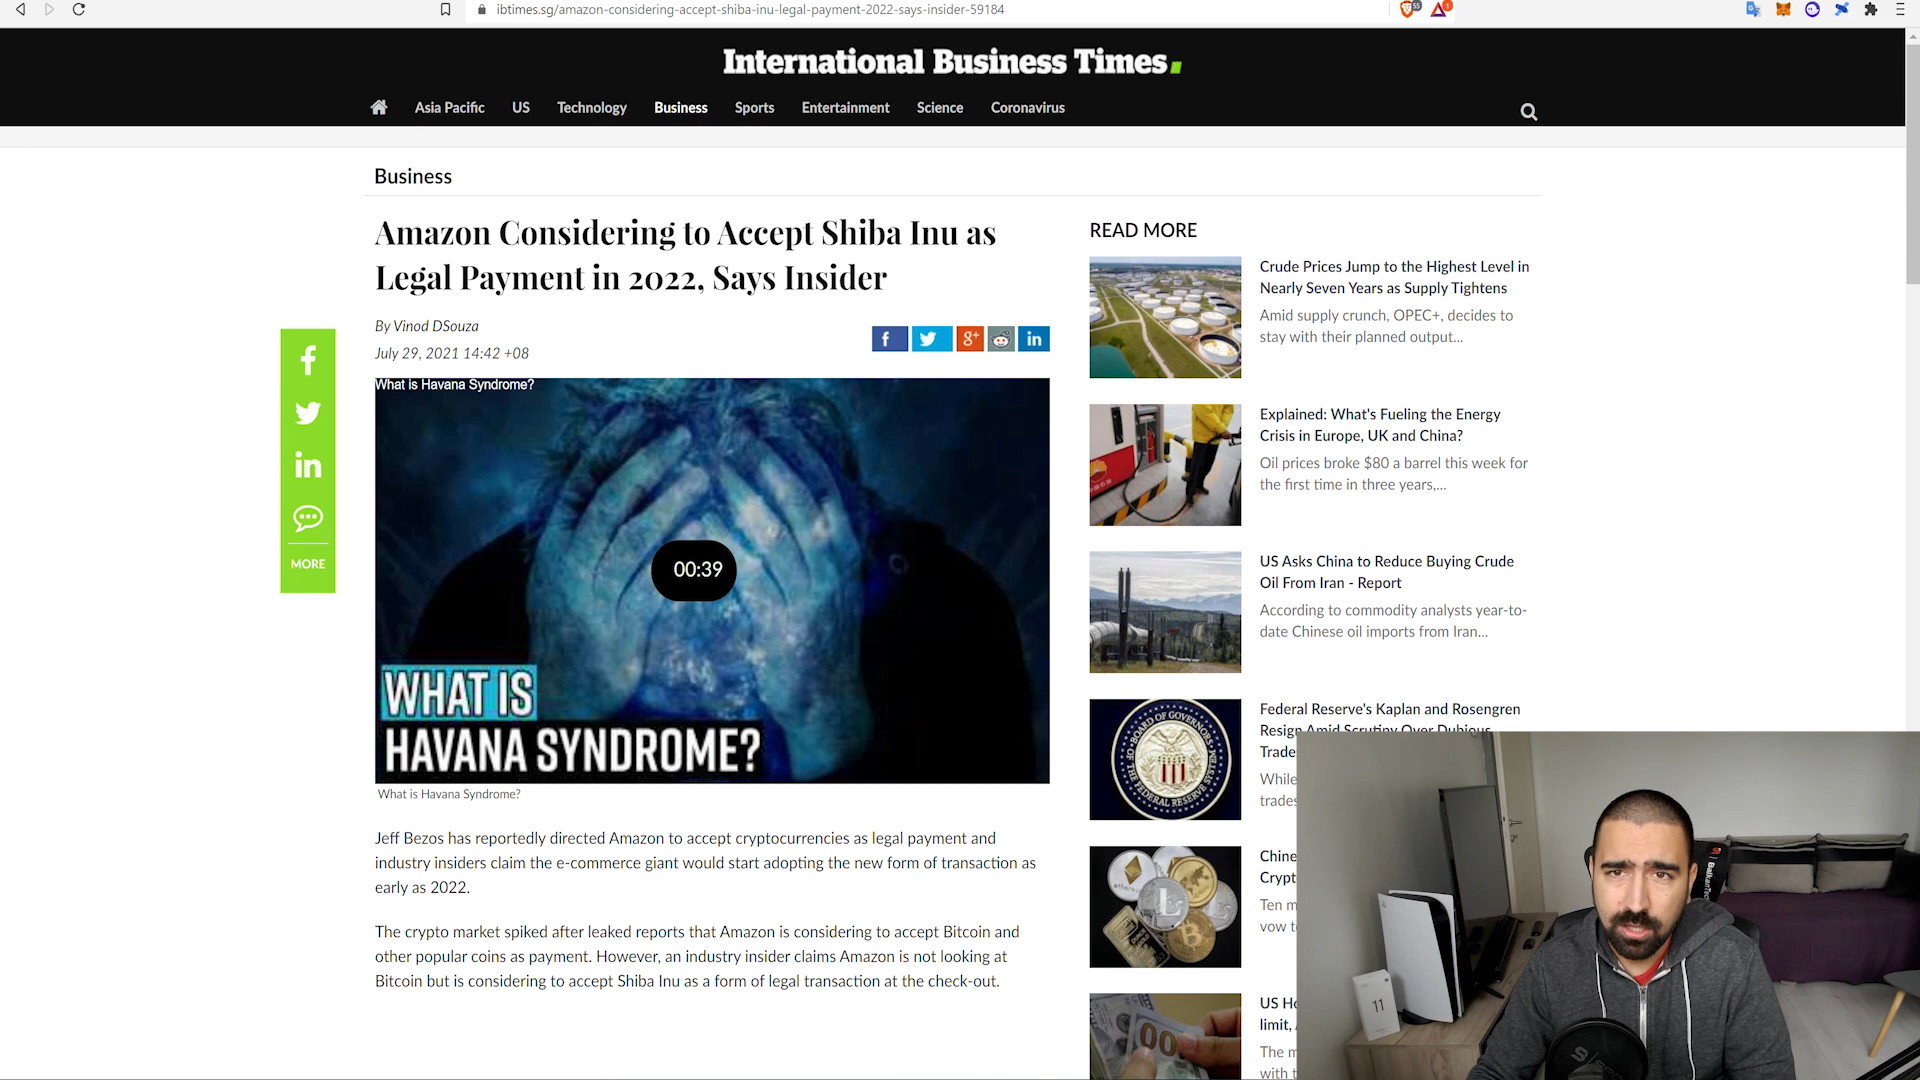 ibtimes.sg/amazon-considering-accept-shiba-inu-legal-payment-2022-says-insider-59184
55
1
International Business Times
Asia Pacific US Technology Business Sports Entertainment Science Coronavirus
Business
Amazon Considering to Accept Shiba Inu as
Legal Payment in 2022, Says Insider
By Vinod DSouza
July 29, 2021 14:42 +08
MORE
What is Havana Syndrome?
00:39
WHAT IS
HAVANA SYNDROME?
What is Havana Syndrome?
Jeff Bezos has reportedly directed Amazon to accept cryptocurrencies as legal payment and
industry insiders claim the e-commerce giant would start adopting the new form of transaction as
early as 2022.
The crypto market spiked after leaked reports that Amazon is considering to accept Bitcoin and
other popular coins as payment. However, an industry insider claims Amazon is not looking at
Bitcoin but is considering to accept Shiba Inu as a form of legal transaction at the check-out.
READ MORE
Crude Prices Jump to the Highest Level in
Nearly Seven Years as Supply Tightens
Amid supply crunch, OPEC+, decides to
stay with their planned output...
Explained: What's Fueling the Energy
Crisis in Europe, UK and China?
Oil prices broke $80 a barrel this week for
the first time in three years,...
US Asks China to Reduce Buying Crude
Oil From Iran - Report
According to commodity analysts year-to-
date Chinese oil imports from Iran...
Federal Reserve's Kaplan and Rosengren
Resign Amid Scrutiny Over Dubious
Trade
While
trades
Chine
Crypt
Ten m
vow t
US Ho
limit,
The m
with t
11